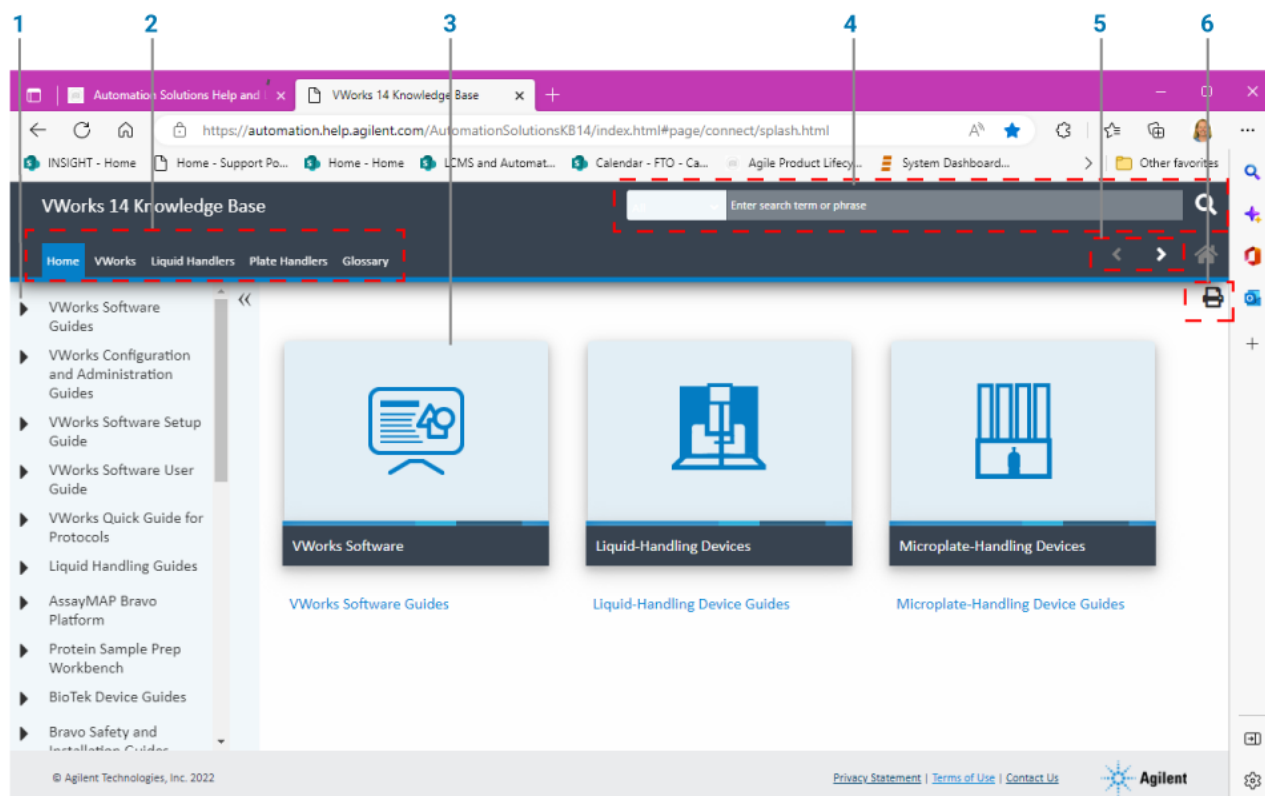 1 2 3 4 5 6
Automation Solutions Help and
VWorks 14 Knowledge Base
https://automation.help.agilent.com/AutomationSolutionsKB14/index.html#page/connect/splash.html
INSIGHT - Home Home - Support Po... Home - Home LCMS and Automat... Calendar - FTO - Ca... Agile Product Lifecy... System Dashboard... Other favorites
VWorks 14 Knowledge Base
Enter search term or phrase
Home VWorks Liquid Handlers Plate Handlers Glossary
VWorks Software
Guides
VWorks Configuration
and Administration
Guides
VWorks Software Setup
Guide
VWorks Software User
Guide
VWorks Quick Guide for
Protocols
Liquid Handling Guides
AssayMAP Bravo
Platform
Protein Sample Prep
Workbench
BioTek Device Guides
Bravo Safety and
Installation Guides
VWorks Software
Liquid-Handling Devices
Microplate-Handling Devices
VWorks Software Guides
Liquid-Handling Device Guides
Microplate-Handling Device Guides
© Agilent Technologies, Inc. 2022
Privacy Statement | Terms of Use | Contact Us
Agilent